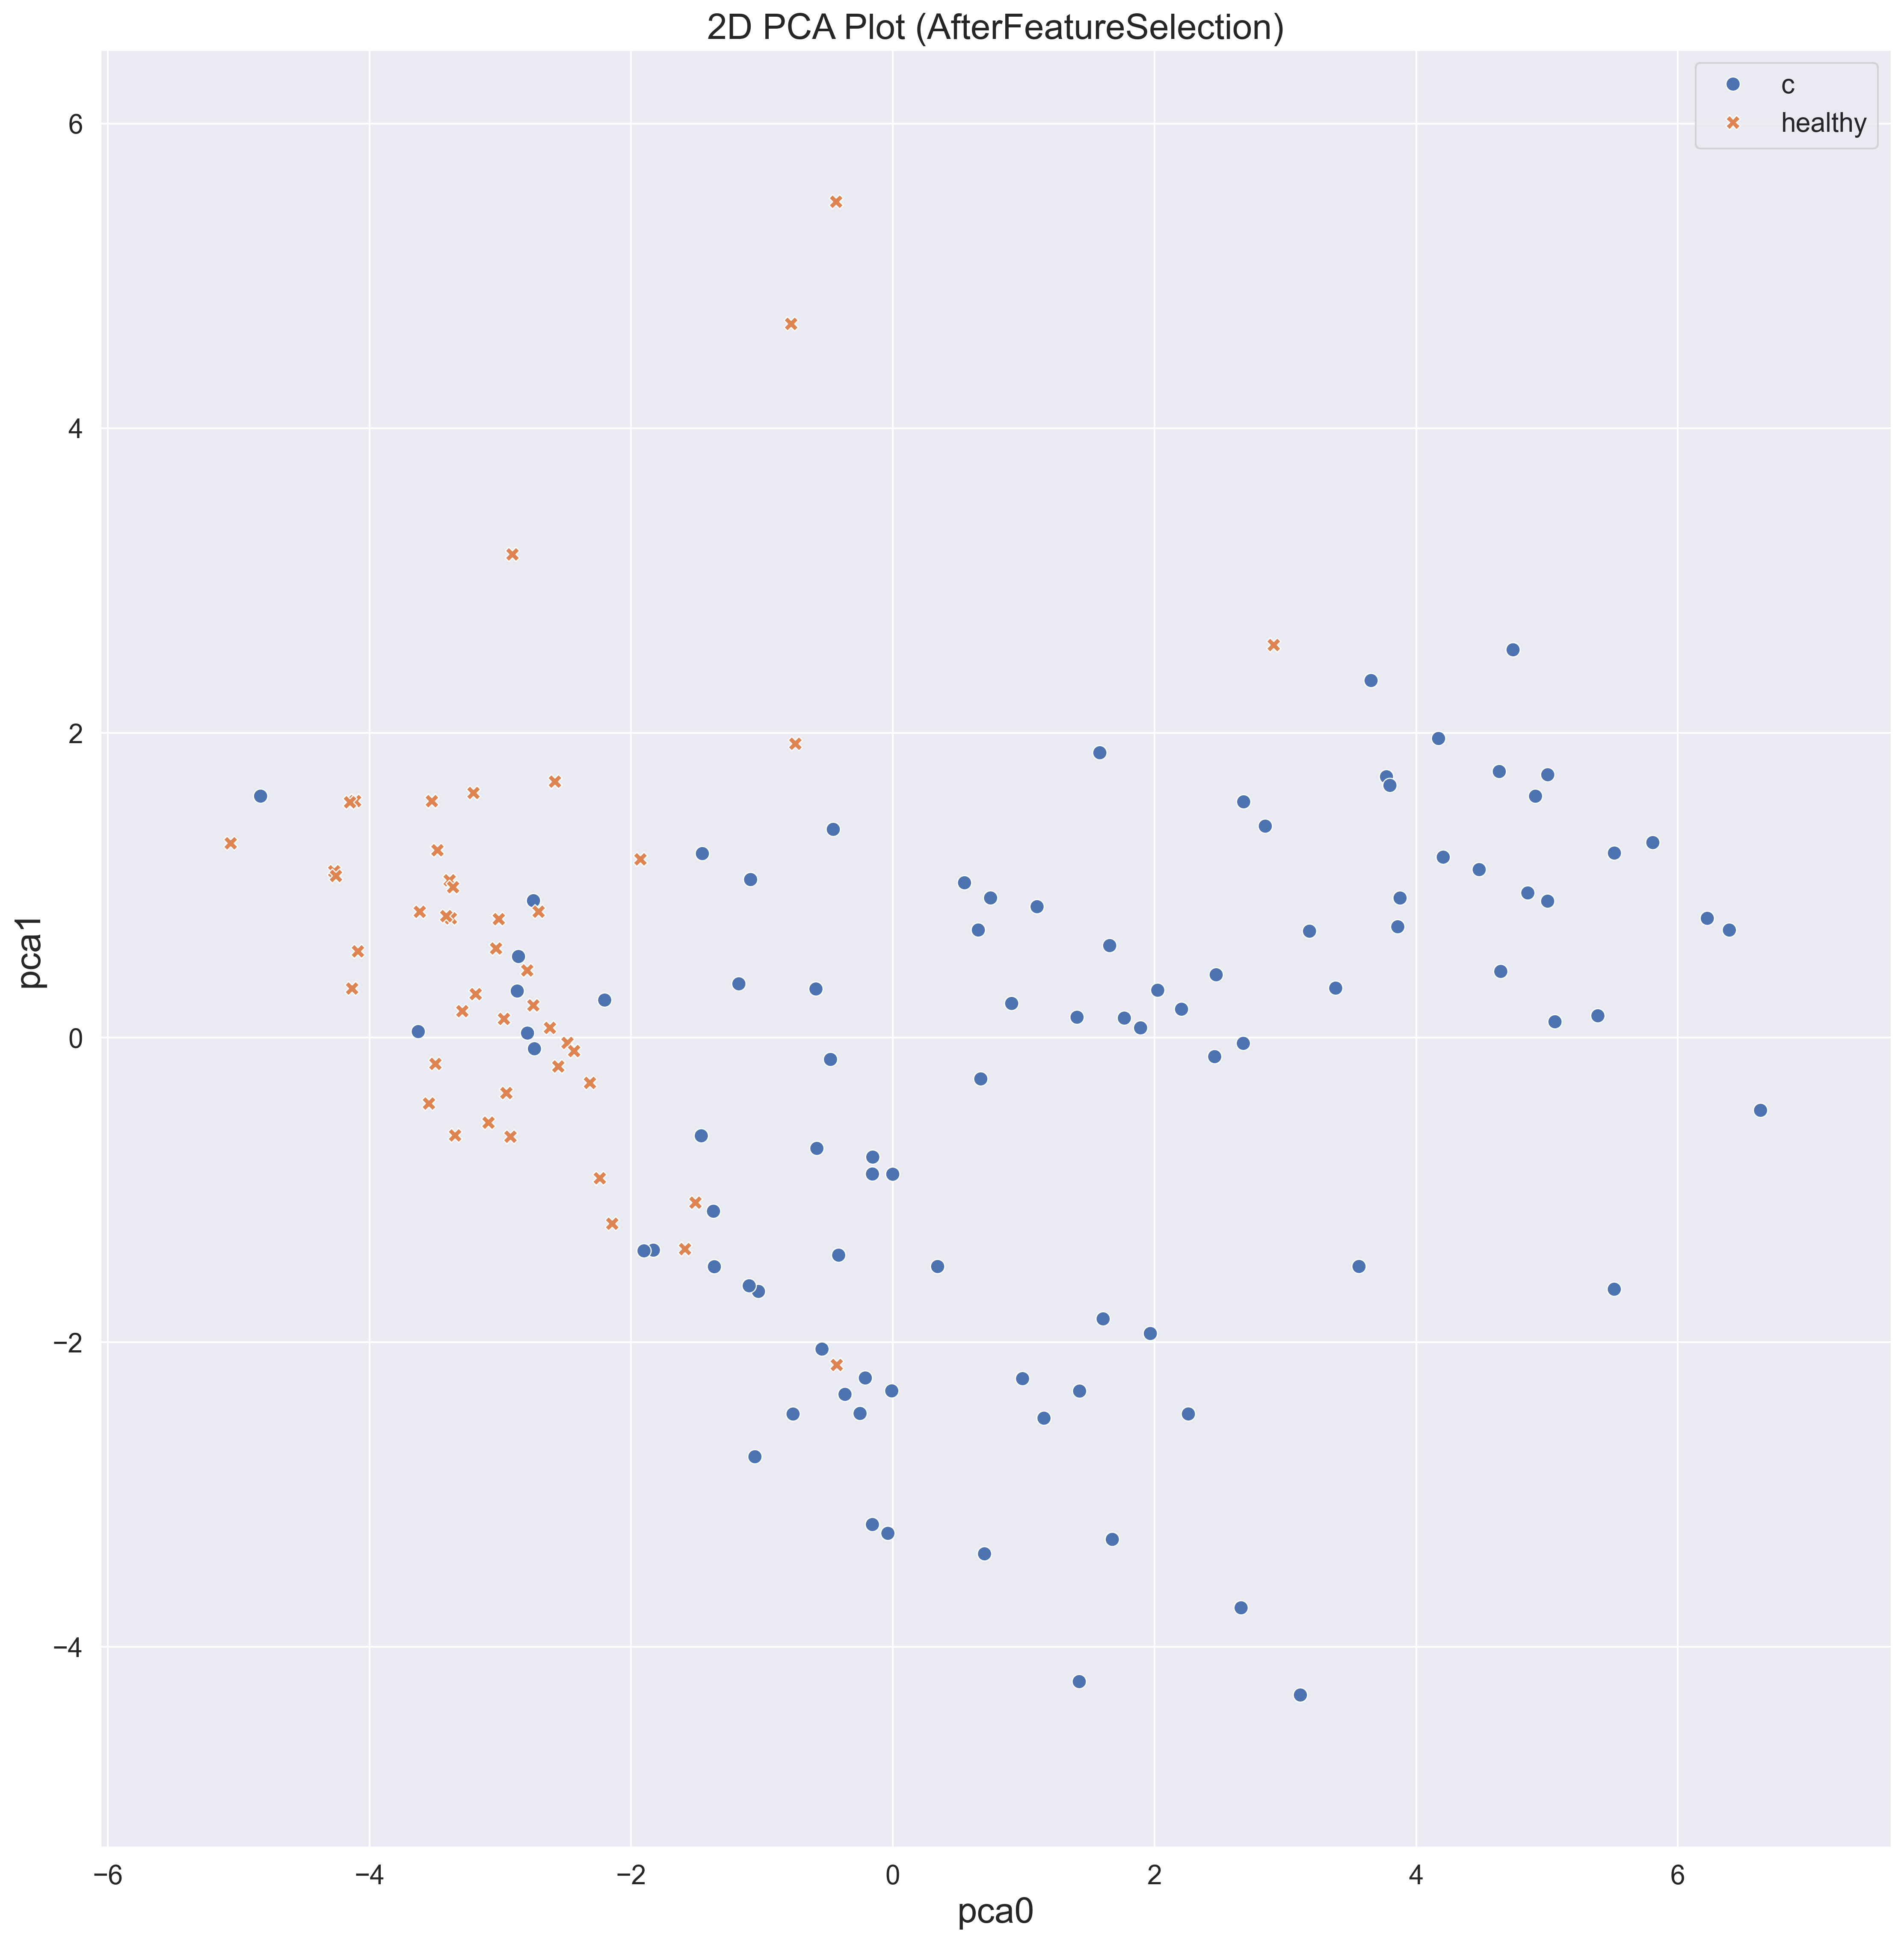 2D PCA Plot (AfterFeatureSelection)
c
healthy
6
4
2
0
−2
−4
pca1
−6 −4 −2 0 2 4 6
pca0